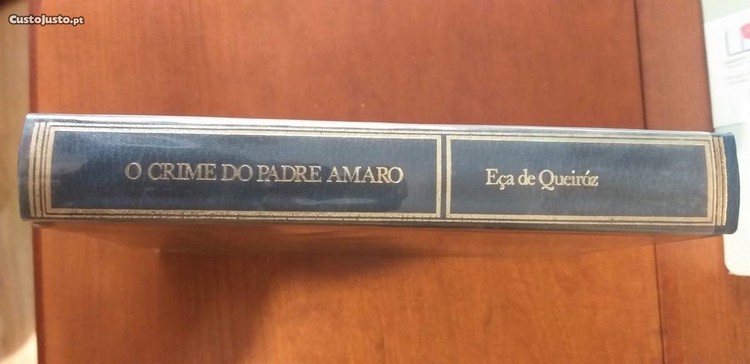 CustoJusto.pt
O CRIME DO PADRE AMARO
Eça de Queiróz